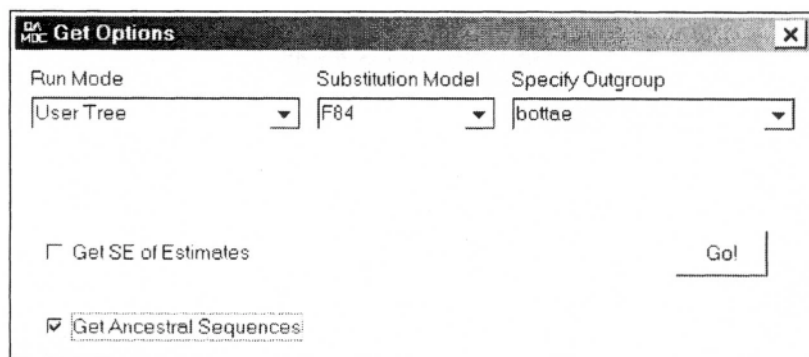 Get Options
Run Mode Substitution Model Specify Outgroup
User Tree F84 bottae
Get SE of Estimates Go!
Get Ancestral Sequences